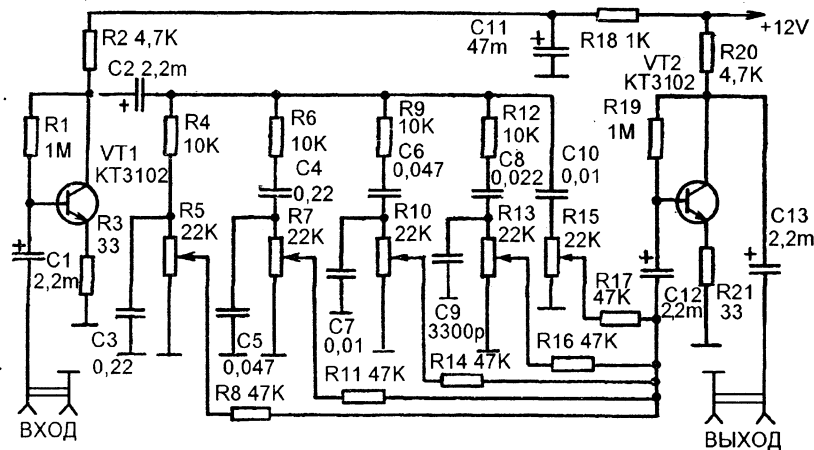 R2 4,7K
C2 2,2m
C11
47m
R18 1K
+12V
VT2
KT3102
R20
4,7K
R1
1M
VT1
KT3102
R4
10K
R6
10K
R9
10K
R12
10K
R19
1M
C4
0,22
C6
0,047
C8
0,022
C10
0,01
R3
33
R5
22K
R7
22K
R10
22K
R13
22K
R15
22K
C13
2,2m
C1
2,2m
R17
47K
C12
2,2m
R21
33
C3
0,22
C5
0,047
C7
0,01
C9
3300p
R16 47K
R14 47K
R11 47K
R8 47K
ВХОД
ВЫХОД